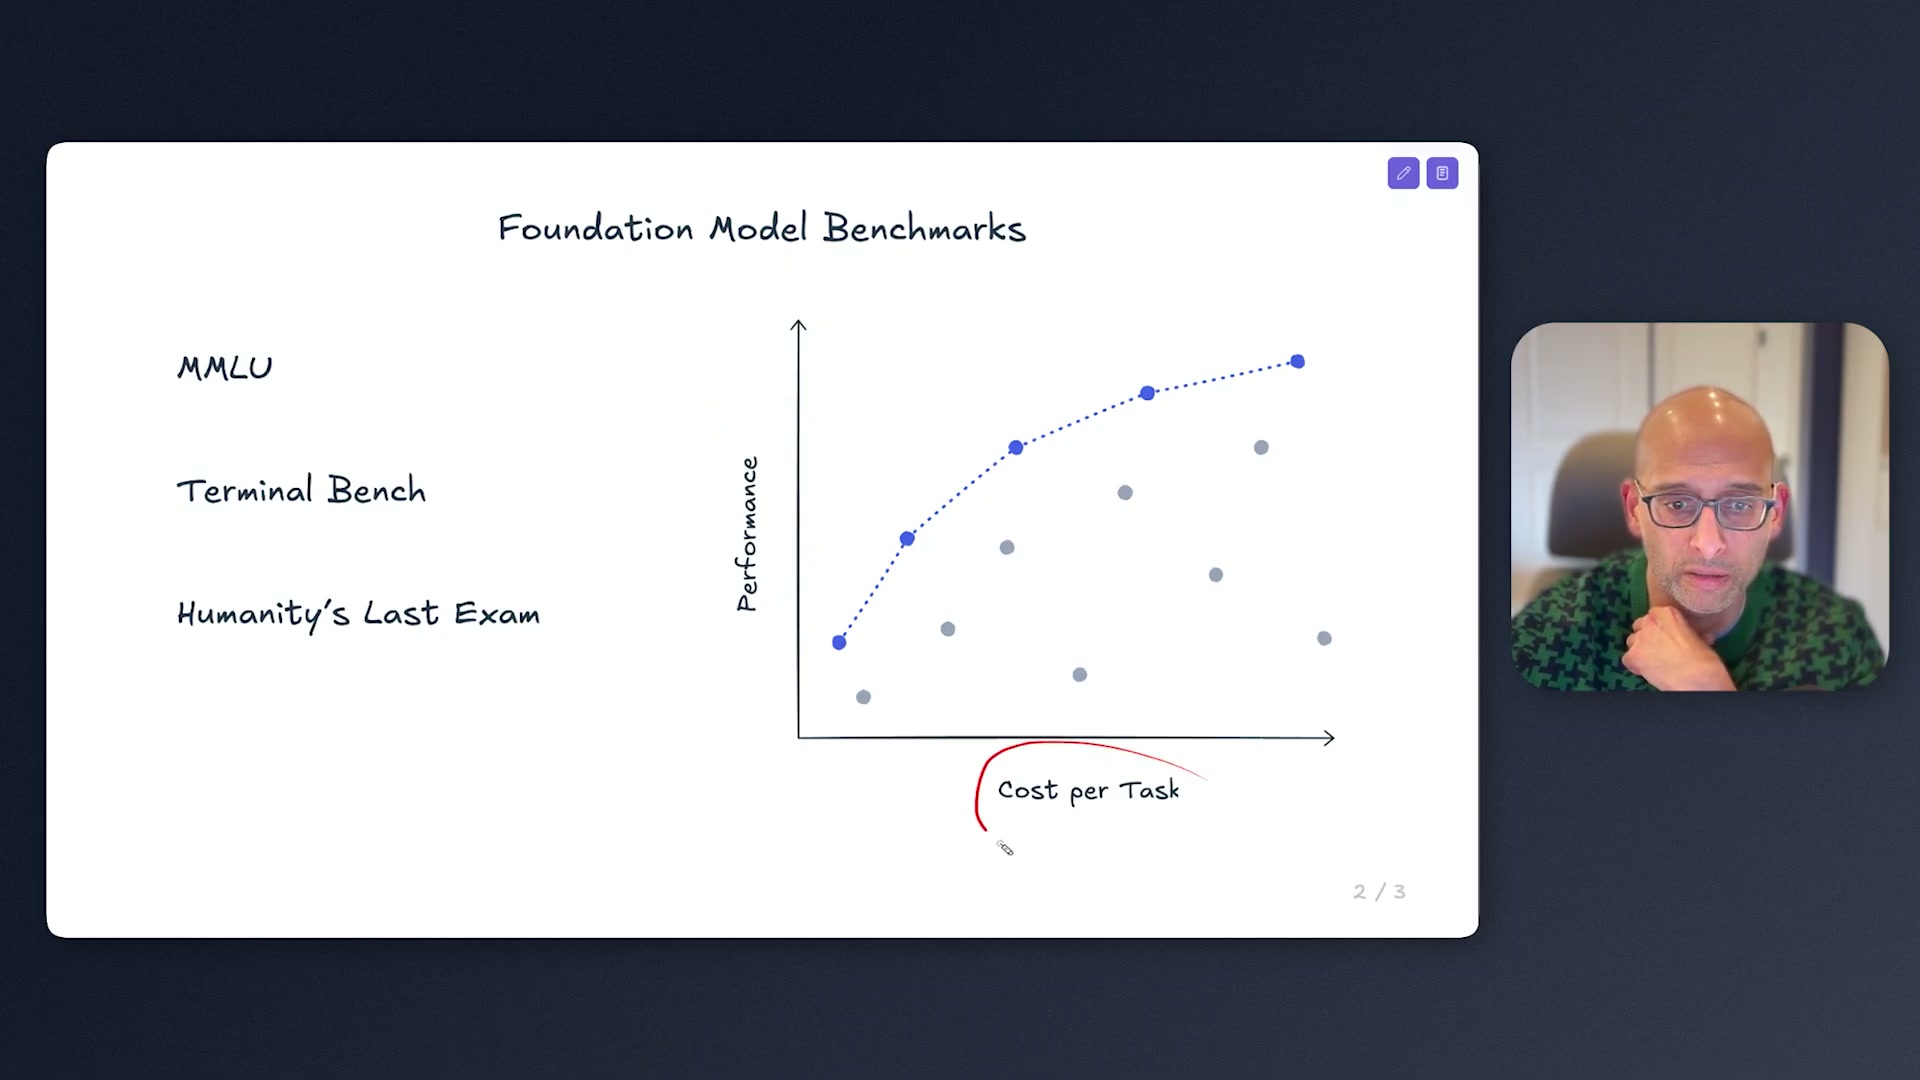 Foundation Model Benchmarks
MMLU
Terminal Bench
Humanity's Last Exam
Performance
Cost per Task
2 / 3